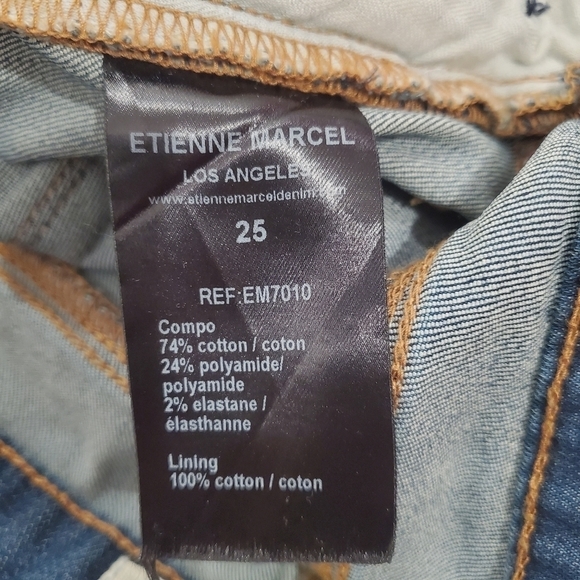 ETIENNE MARCEL
LOS ANGELES
www.etiennemarceldenim.com
25
REF:EM7010
Compo
74% cotton / coton
24% polyamide/
polyamide
2% elastane /
élasthanne
Lining
100% cotton / coton